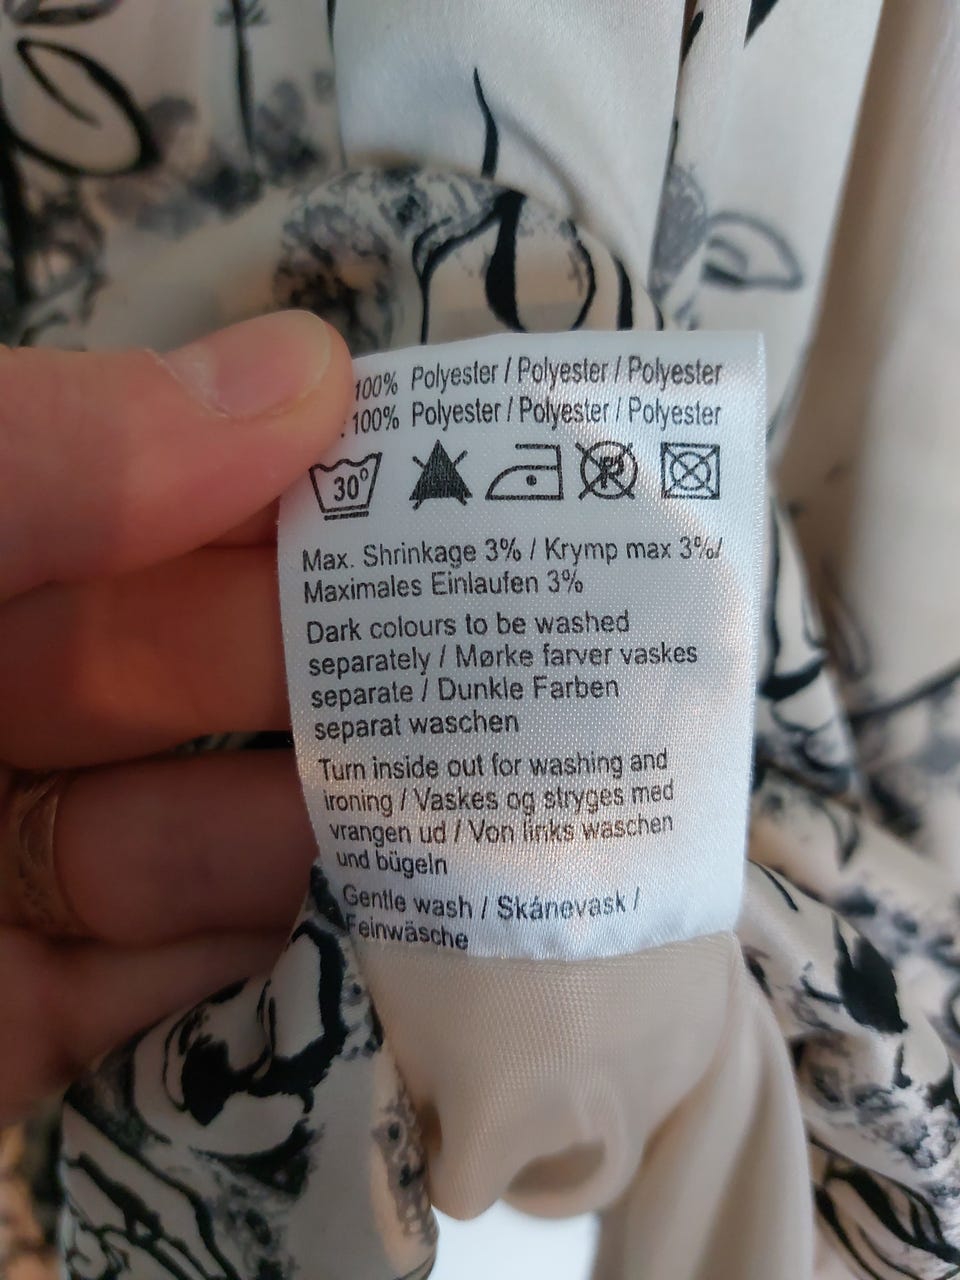 100% Polyester / Polyester / Polyester
: 100% Polyester / Polyester / Polyester
30° P
Max. Shrinkage 3% / Krymp max 3%/
Maximales Einlaufen 3%
Dark colours to be washed
separately / Mørke farver vaskes
separate / Dunkle Farben
separat waschen
Turn inside out for washing and
ironing / Vaskes og stryges med
vrangen ud / Von links waschen
und bügeln
Gentle wash / Skånevask /
Feinwäsche